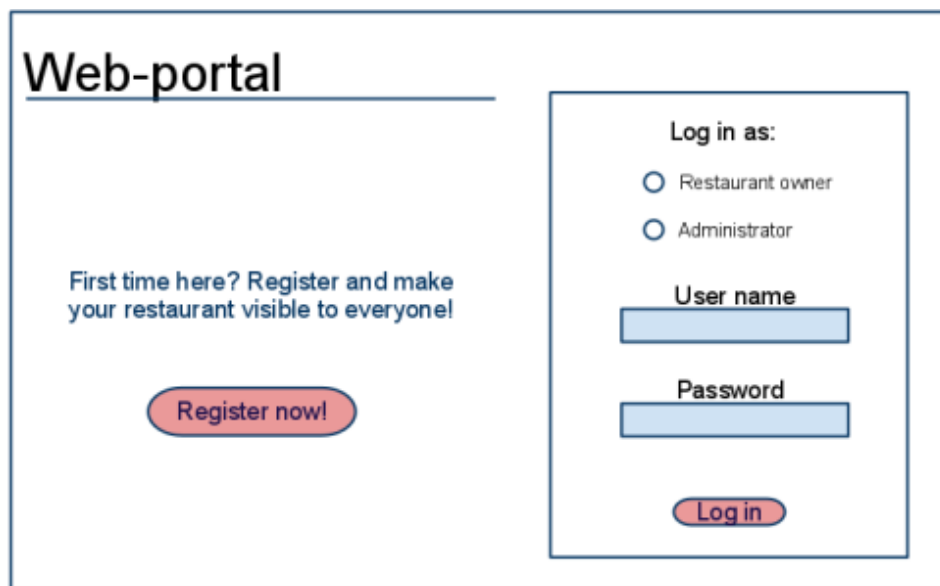 Web-portal
First time here? Register and make
your restaurant visible to everyone!
Register now!
Log in as:
Restaurant owner
Administrator
User name
Password
Log in